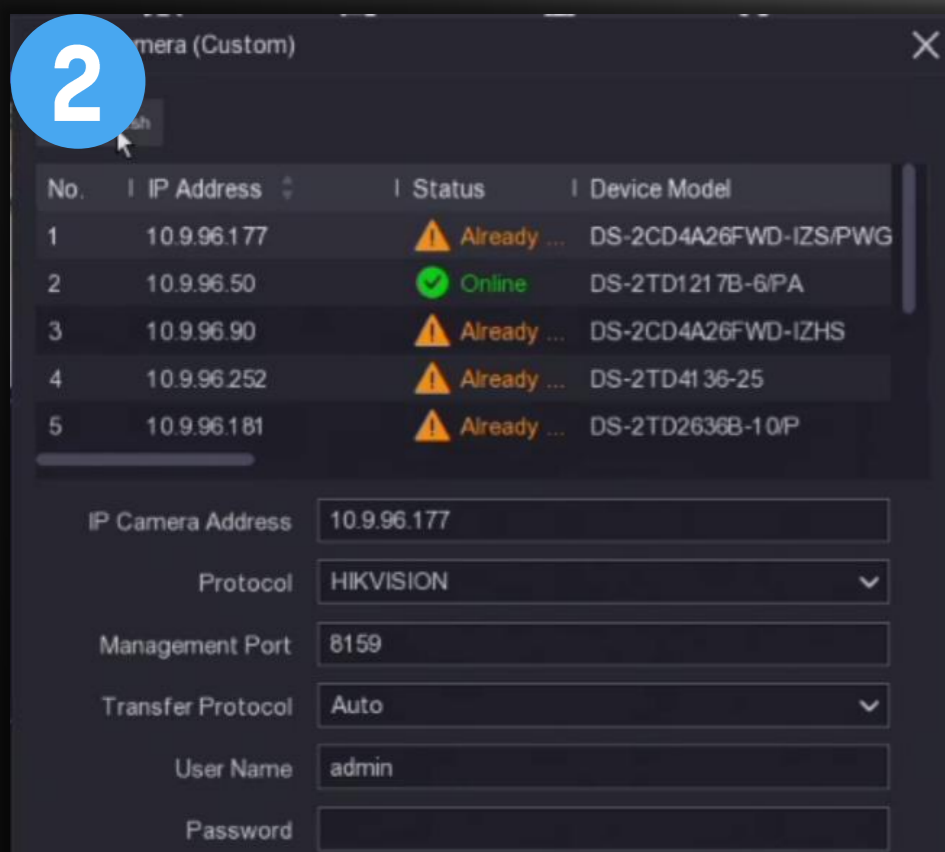 2
mera (Custom)
sh
No. IP Address Status Device Model
1 10.9.96.177 Already ... DS-2CD4A26FWD-IZS/PWG
2 10.9.96.50 Online DS-2TD1217B-6/PA
3 10.9.96.90 Already ... DS-2CD4A26FWD-IZHS
4 10.9.96.252 Already ... DS-2TD4136-25
5 10.9.96.181 Already ... DS-2TD2636B-10/P
IP Camera Address 10.9.96.177
Protocol HIKVISION
Management Port 8159
Transfer Protocol Auto
User Name admin
Password